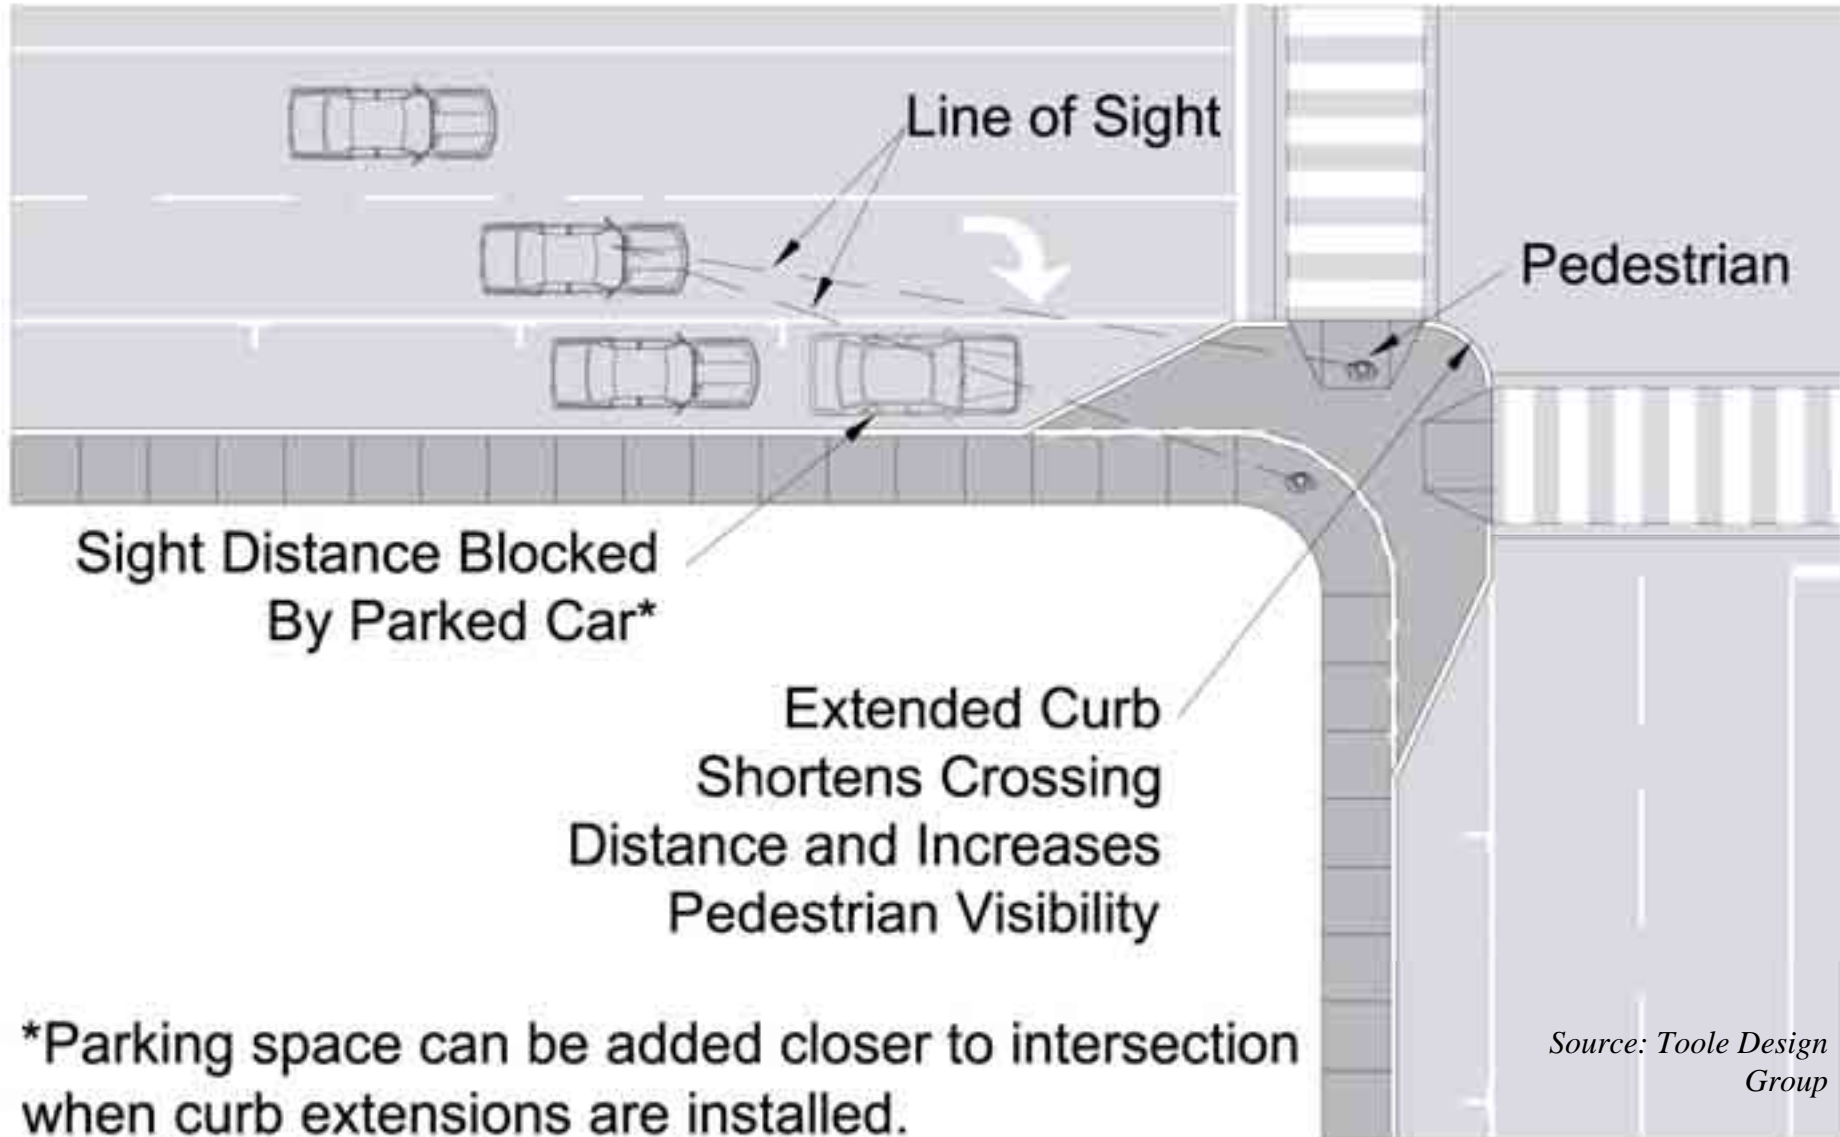 Line of Sight
Pedestrian
Sight Distance Blocked
By Parked Car*
Extended Curb
Shortens Crossing
Distance and Increases
Pedestrian Visibility
*Parking space can be added closer to intersection
when curb extensions are installed.
Source: Toole Design
Group